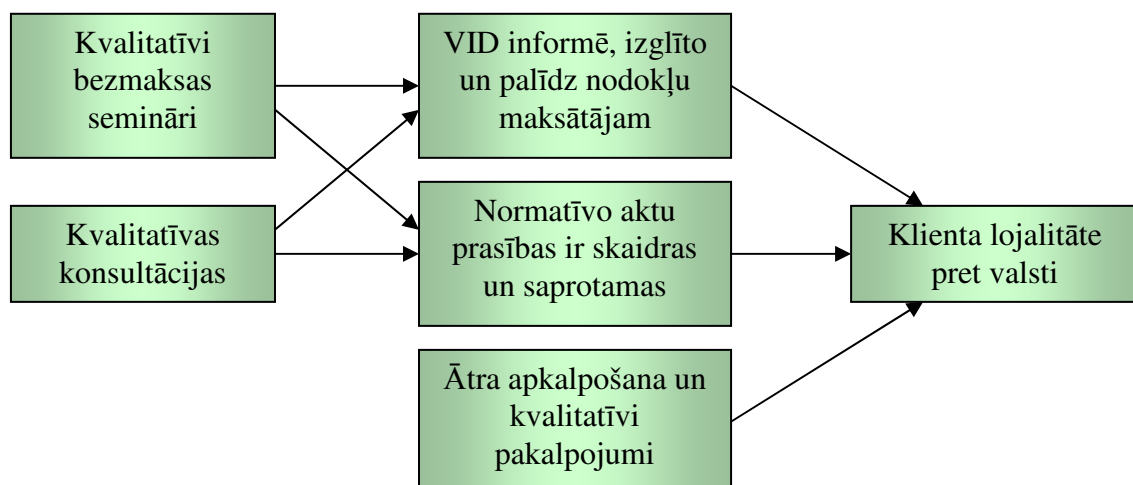 Kvalitatīvi
bezmaksas
semināri
VID informē, izglīto
un palīdz nodokļu
maksātājam
Kvalitatīvas
konsultācijas
Normatīvo aktu
prasības ir skaidras
un saprotamas
Klienta lojalitāte
pret valsti
Ātra apkalpošana un
kvalitatīvi
pakalpojumi